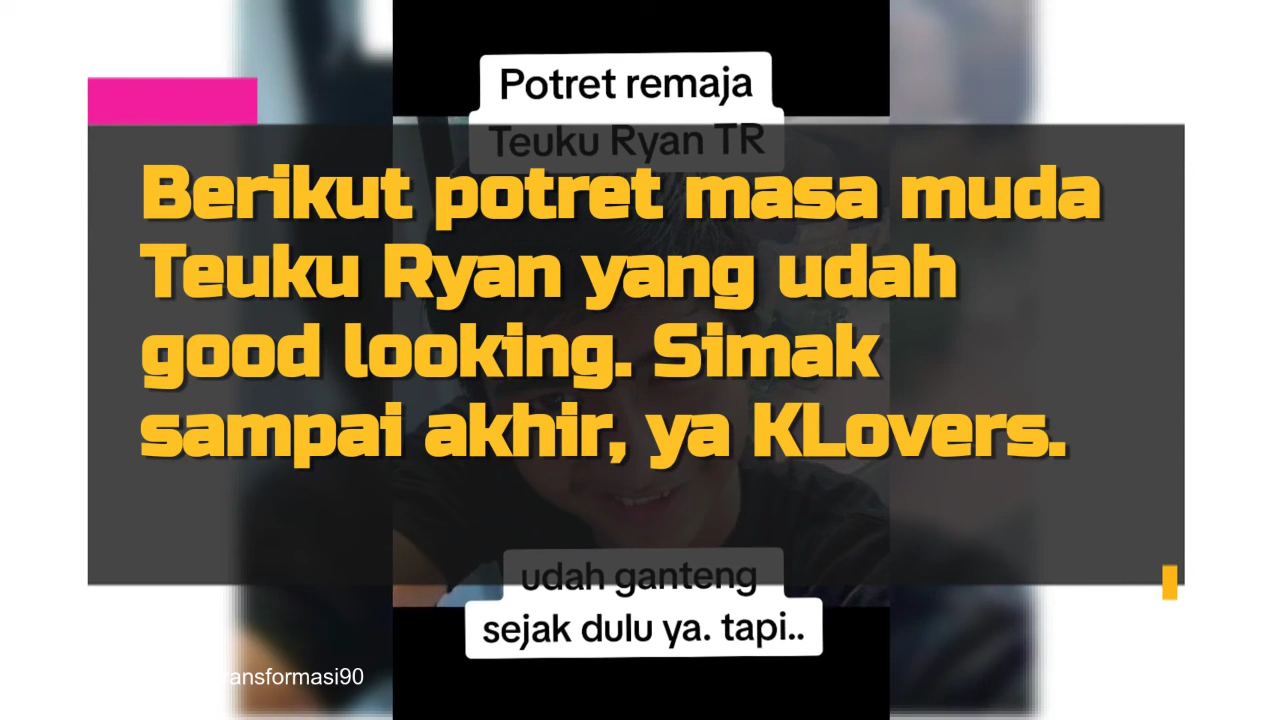 Potret remaja
Teuku Ryan TR
Berikut potret masa muda
Teuku Ryan yang udah
good looking. Simak
sampai akhir, ya KLovers.
udah ganteng
sejak dulu ya. tapi..
ansformasi90